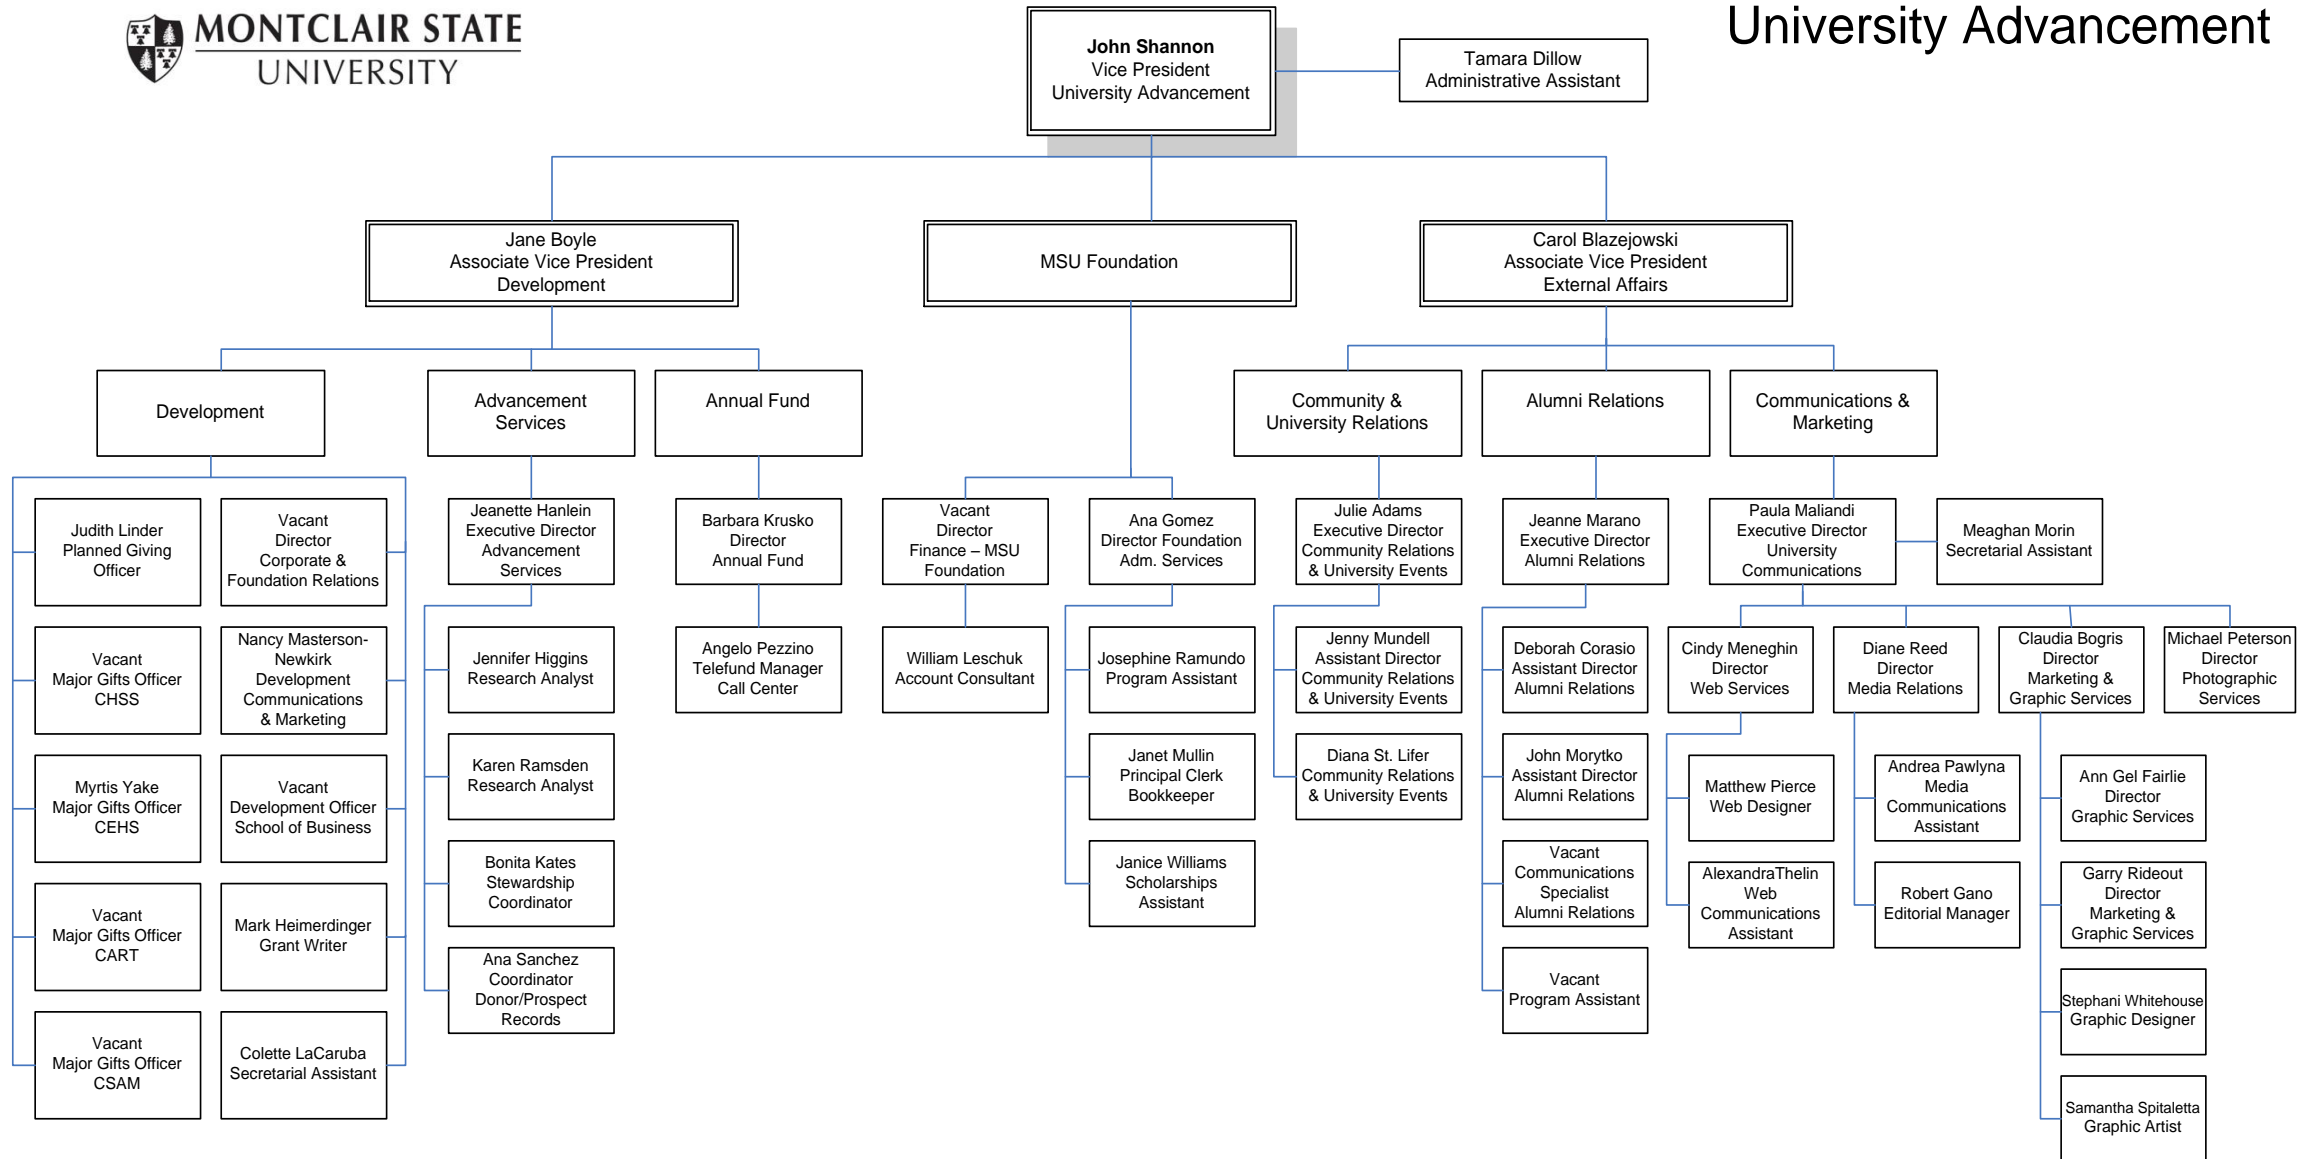 MONTCLAIR STATE
UNIVERSITY
University Advancement
John Shannon
Vice President
University Advancement
Tamara Dillow
Administrative Assistant
Jane Boyle
Associate Vice President
Development
MSU Foundation
Carol Blazejowski
Associate Vice President
External Affairs
Development
Advancement
Services
Annual Fund
Community &
University Relations
Alumni Relations
Communications &
Marketing
Judith Linder
Planned Giving
Officer
Vacant
Director
Corporate &
Foundation Relations
Jeanette Hanlein
Executive Director
Advancement
Services
Barbara Krusko
Director
Annual Fund
Vacant
Director
Finance – MSU
Foundation
Ana Gomez
Director Foundation
Adm. Services
Julie Adams
Executive Director
Community Relations
& University Events
Jeanne Marano
Executive Director
Alumni Relations
Paula Maliandi
Executive Director
University
Communications
Meaghan Morin
Secretarial Assistant
Vacant
Major Gifts Officer
CHSS
Nancy Masterson-
Newkirk
Development
Communications
& Marketing
Jennifer Higgins
Research Analyst
Angelo Pezzino
Telefund Manager
Call Center
William Leschuk
Account Consultant
Josephine Ramundo
Program Assistant
Jenny Mundell
Assistant Director
Community Relations
& University Events
Deborah Corasio
Assistant Director
Alumni Relations
Cindy Meneghin
Director
Web Services
Diane Reed
Director
Media Relations
Claudia Bogris
Director
Marketing &
Graphic Services
Michael Peterson
Director
Photographic
Services
Myrtis Yake
Major Gifts Officer
CEHS
Vacant
Development Officer
School of Business
Karen Ramsden
Research Analyst
Janet Mullin
Principal Clerk
Bookkeeper
Diana St. Lifer
Community Relations
& University Events
John Morytko
Assistant Director
Alumni Relations
Matthew Pierce
Web Designer
Andrea Pawlyna
Media
Communications
Assistant
Ann Gel Fairlie
Director
Graphic Services
Vacant
Major Gifts Officer
CART
Mark Heimerdinger
Grant Writer
Bonita Kates
Stewardship
Coordinator
Janice Williams
Scholarships
Assistant
Vacant
Communications
Specialist
Alumni Relations
AlexandraThelin
Web
Communications
Assistant
Robert Gano
Editorial Manager
Garry Rideout
Director
Marketing &
Graphic Services
Ana Sanchez
Coordinator
Donor/Prospect
Records
Vacant
Program Assistant
Stephani Whitehouse
Graphic Designer
Vacant
Major Gifts Officer
CSAM
Colette LaCaruba
Secretarial Assistant
Samantha Spitaletta
Graphic Artist